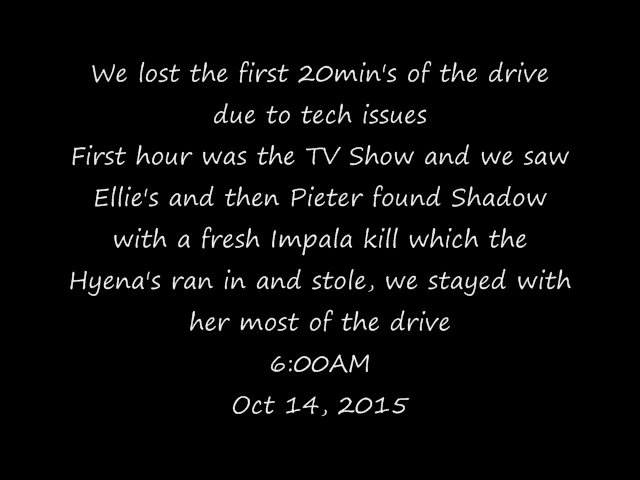 We lost the first 20min's of the drive
due to tech issues
First hour was the TV Show and we saw
Ellie's and then Pieter found Shadow
with a fresh Impala kill which the
Hyena's ran in and stole, we stayed with
her most of the drive
6:00AM
Oct 14, 2015